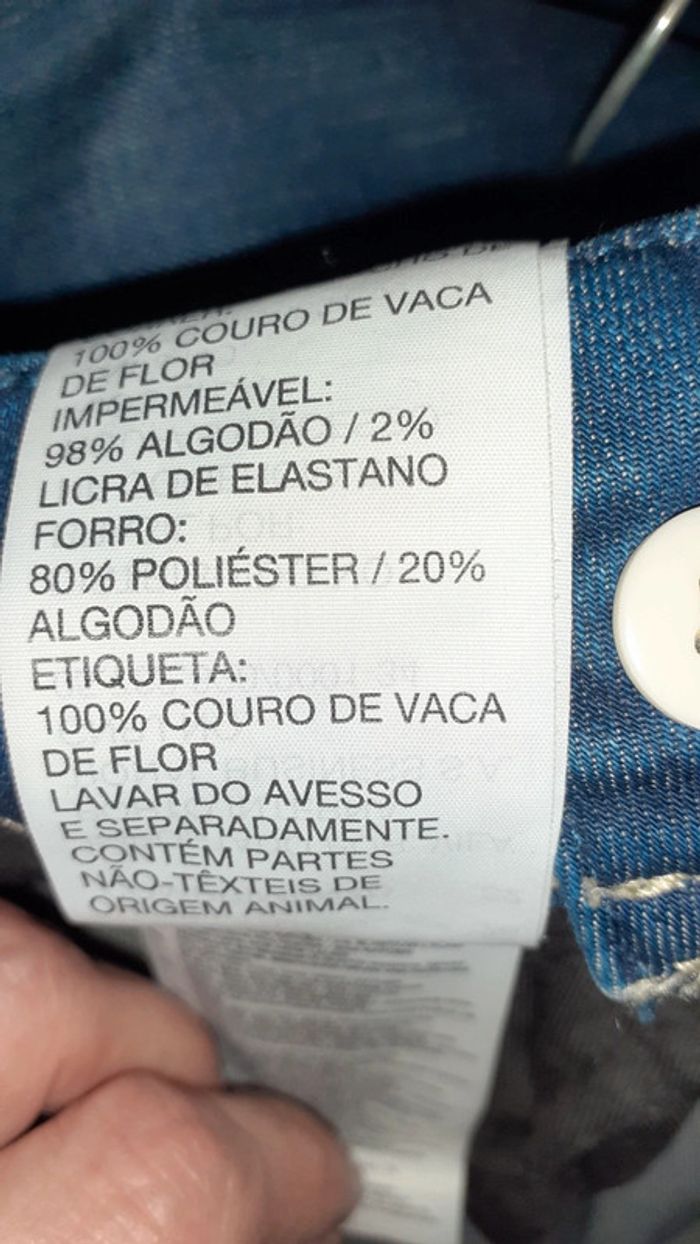 100% COURO DE VACA
DE FLOR
IMPERMEÁVEL:
98% ALGODÃO / 2%
LICRA DE ELASTANO
FORRO:
80% POLIÉSTER / 20%
ALGODÃO
ETIQUETA:
100% COURO DE VACA
DE FLOR
LAVAR DO AVESSO
E SEPARADAMENTE.
CONTÉM PARTES
NÃO-TÊXTEIS DE
ORIGEM ANIMAL.